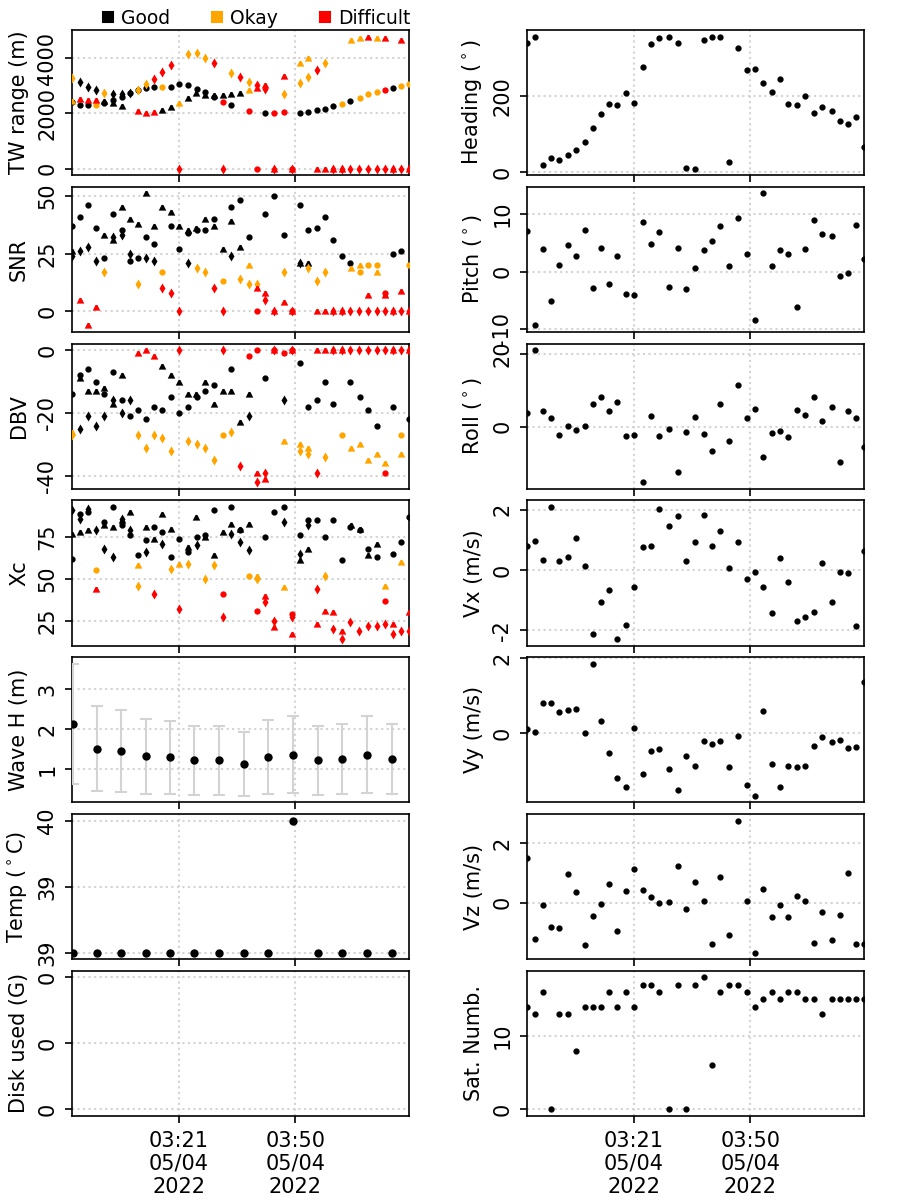 Good Okay Difficult
TW range (m)
4000
2000
0
Heading (°)
200
0
SNR
50
25
0
Pitch (°)
10
0
-10
DBV
0
-20
-40
Roll (°)
20
0
Xc
75
50
25
Vx (m/s)
2
0
-2
Wave H (m)
3
2
1
Vy (m/s)
2
0
Temp (°C)
40
39
39
Vz (m/s)
2
0
Disk used (G)
0
0
0
Sat. Numb.
10
0
03:21 03:50 03:21 03:50
05/04 05/04 05/04 05/04
2022 2022 2022 2022